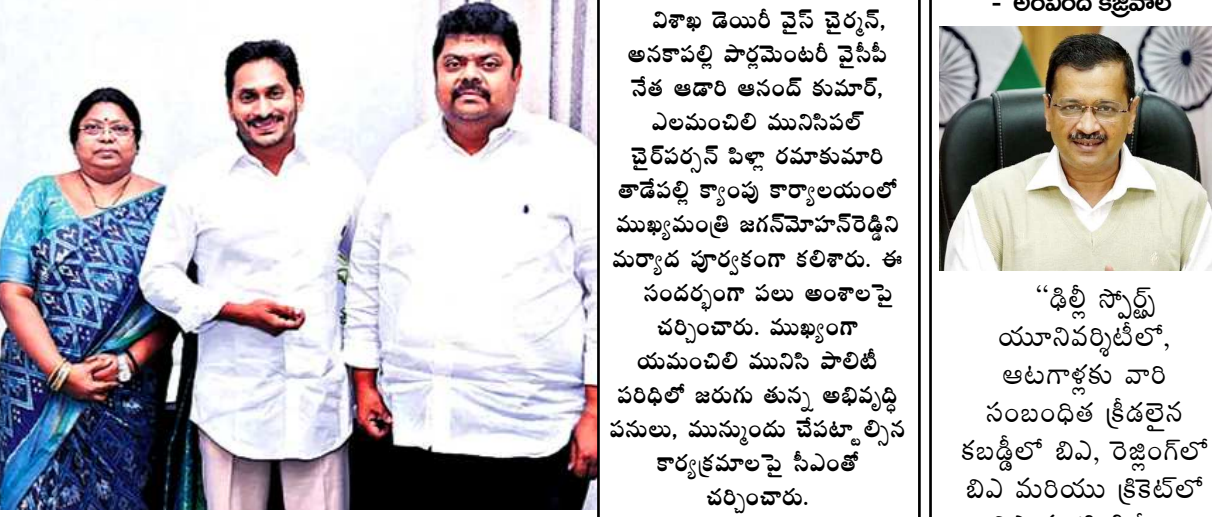 విశాఖ డెయిరీ వైస్ చైర్మన్,
అనకాపల్లి పార్లమెంటరీ వైసీపీ
నేత ఆడారి ఆనంద్ కుమార్,
ఎలమంచిలి మునిసిపల్
చైర్‌పర్సన్ పిళ్లా రమాకుమారి
తాడేపల్లి క్యాంపు కార్యాలయంలో
ముఖ్యమంత్రి జగన్‌మోహన్‌రెడ్డిని
మర్యాద పూర్వకంగా కలిశారు. ఈ
సందర్భంగా పలు అంశాలపై
చర్చించారు. ముఖ్యంగా
యమంచిలి మునిసి పాలిటీ
పరిధిలో జరుగు తున్న అభివృద్ధి
పనులు, మున్ముందు చేపట్టాల్సిన
కార్యక్రమాలపై సీఎంతో
చర్చించారు.
- అరవింద్ కేజ్రీవాల్
“ఢిల్లీ స్పోర్ట్స్
యూనివర్శిటీలో,
ఆటగాళ్లకు వారి
సంబంధిత క్రీడలైన
కబడ్డీలో బిఎ, రెజ్లింగ్‌లో
బిఎ మరియు క్రికెట్‌లో